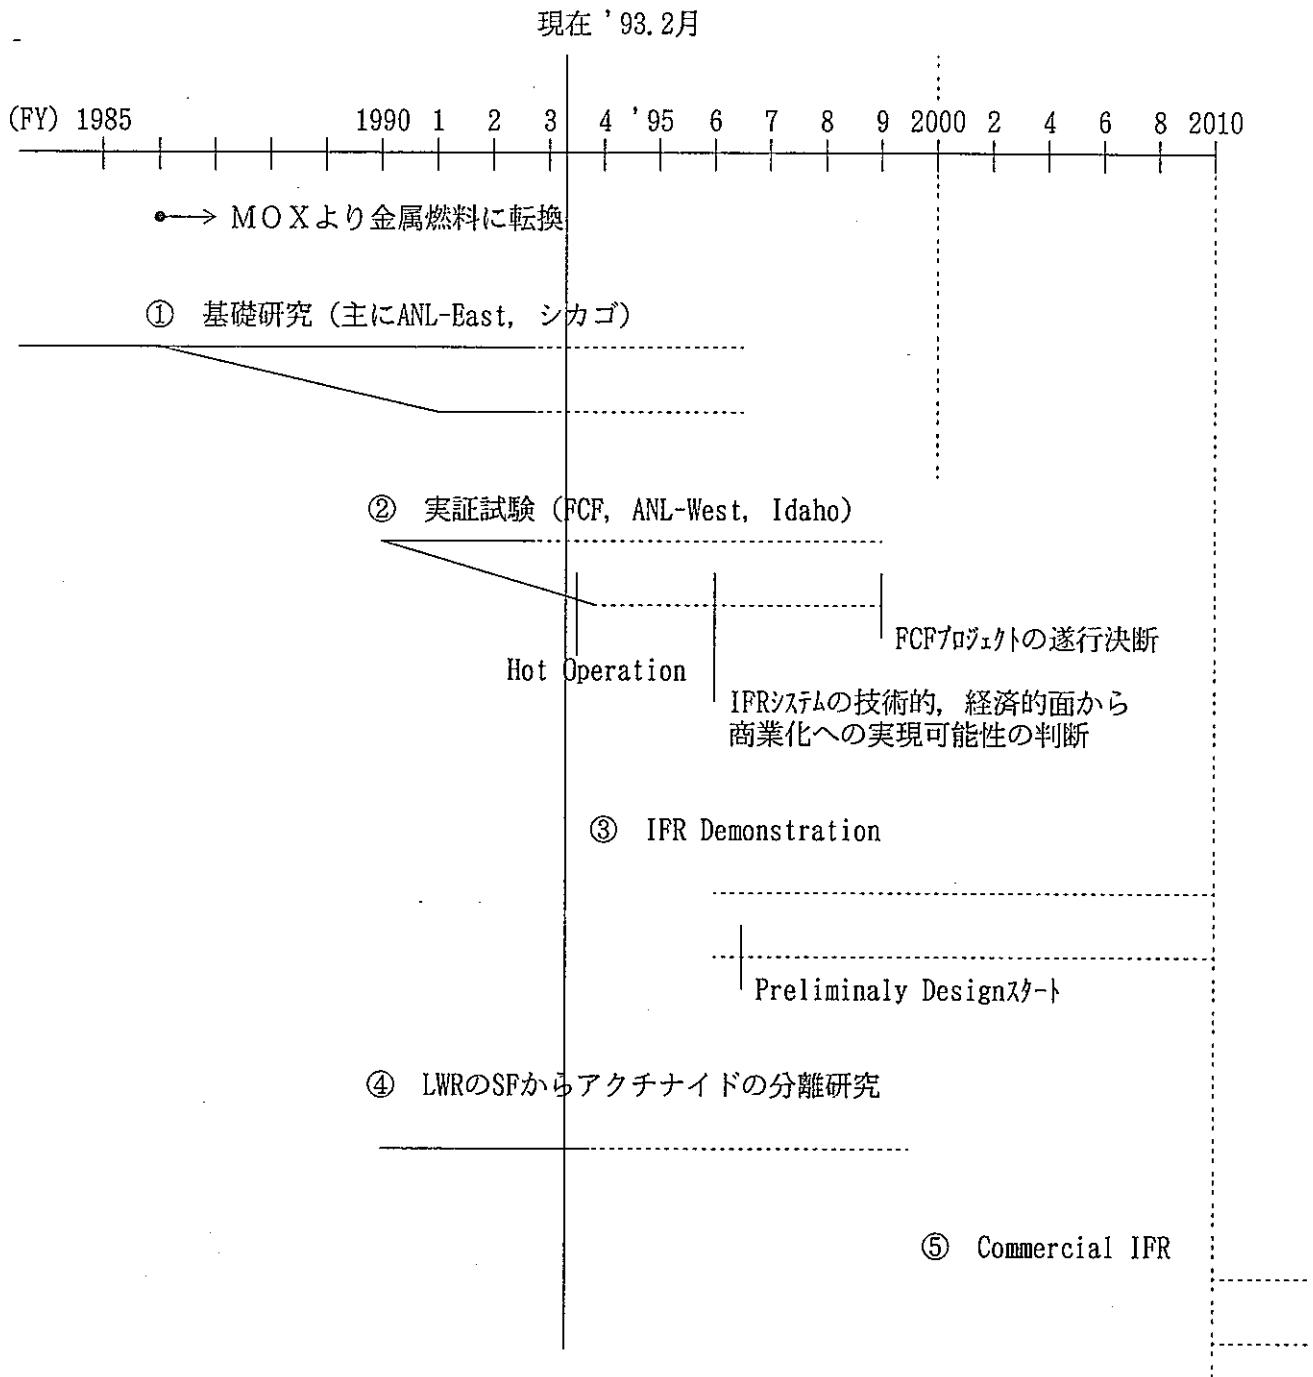 現在 '93.2月
(FY) 1985 1990 1 2 3 4 '95 6 7 8 9 2000 2 4 6 8 2010
MOXより金属燃料に転換
① 基礎研究 (主にANL-East, シカゴ)
② 実証試験 (FCF, ANL-West, Idaho)
FCFプロジェクトの遂行決断
Hot Operation
IFRシステムの技術的, 経済的面から
商業化への実現可能性の判断
③ IFR Demonstration
Preliminaly Designスタート
④ LWRのSFからアクチナイドの分離研究
⑤ Commercial IFR